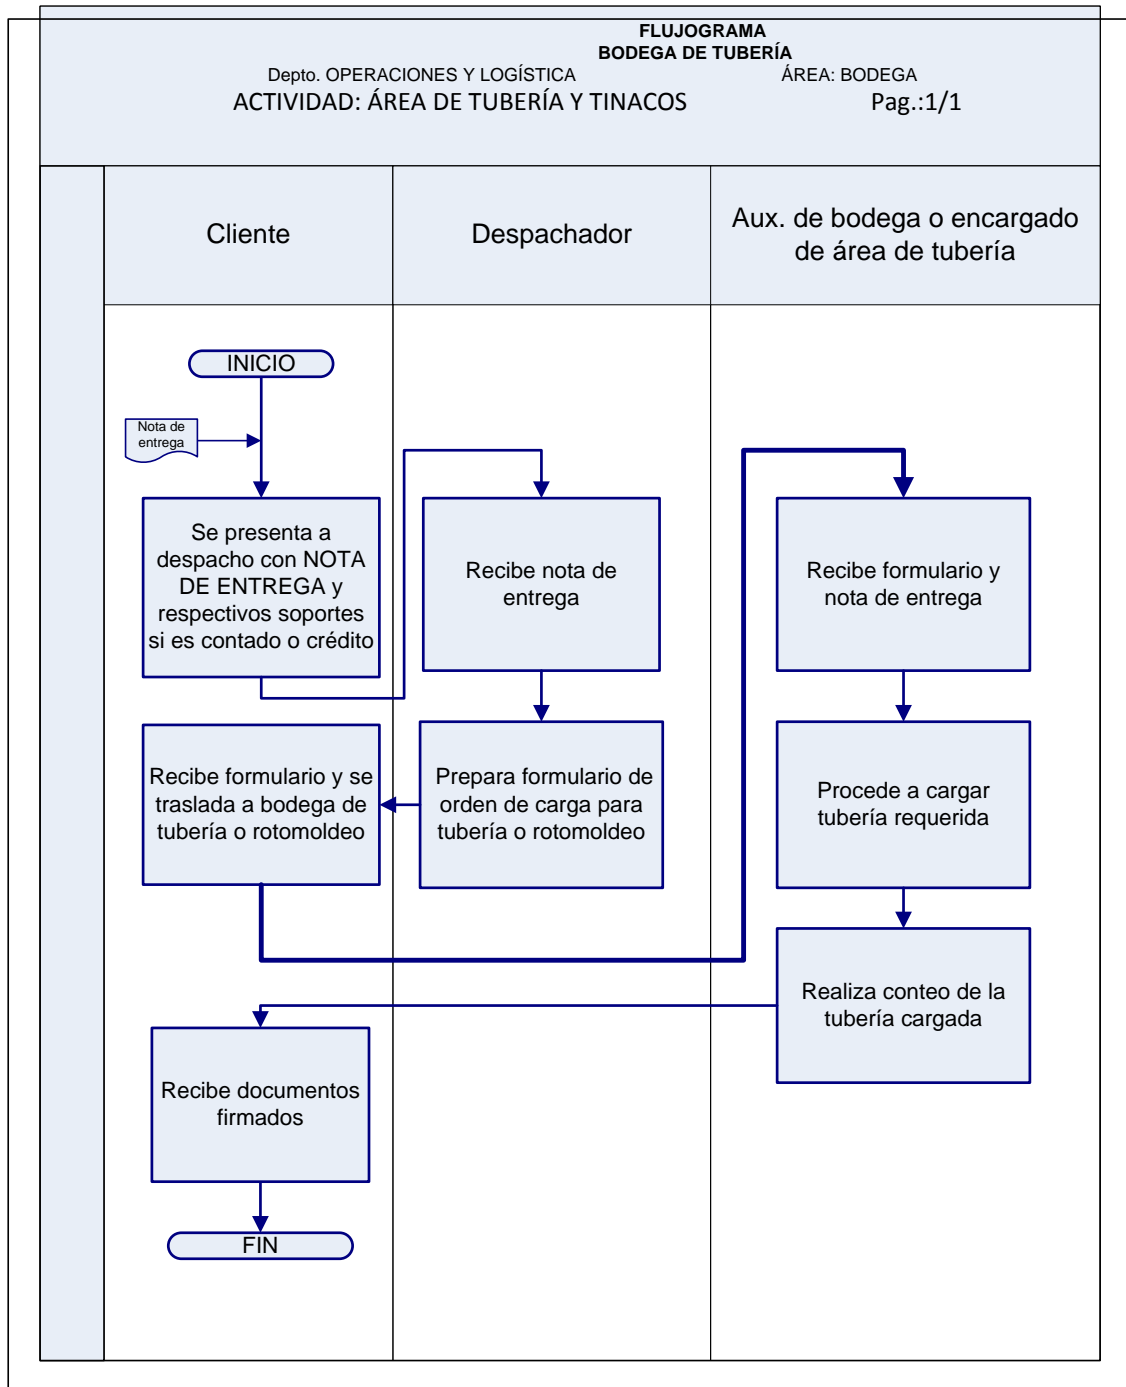 FLUJOGRAMA
BODEGA DE TUBERÍA
Depto. OPERACIONES Y LOGÍSTICA ÁREA: BODEGA
ACTIVIDAD: ÁREA DE TUBERÍA Y TINACOS Pag.:1/1
Cliente
Despachador
Aux. de bodega o encargado
de área de tubería
INICIO
Nota de
entrega
Se presenta a
despacho con NOTA
DE ENTREGA y
respectivos soportes
si es contado o crédito
Recibe nota de
entrega
Recibe formulario y
nota de entrega
Recibe formulario y se
traslada a bodega de
tubería o rotomoldeo
Prepara formulario de
orden de carga para
tubería o rotomoldeo
Procede a cargar
tubería requerida
Realiza conteo de la
tubería cargada
Recibe documentos
firmados
FIN